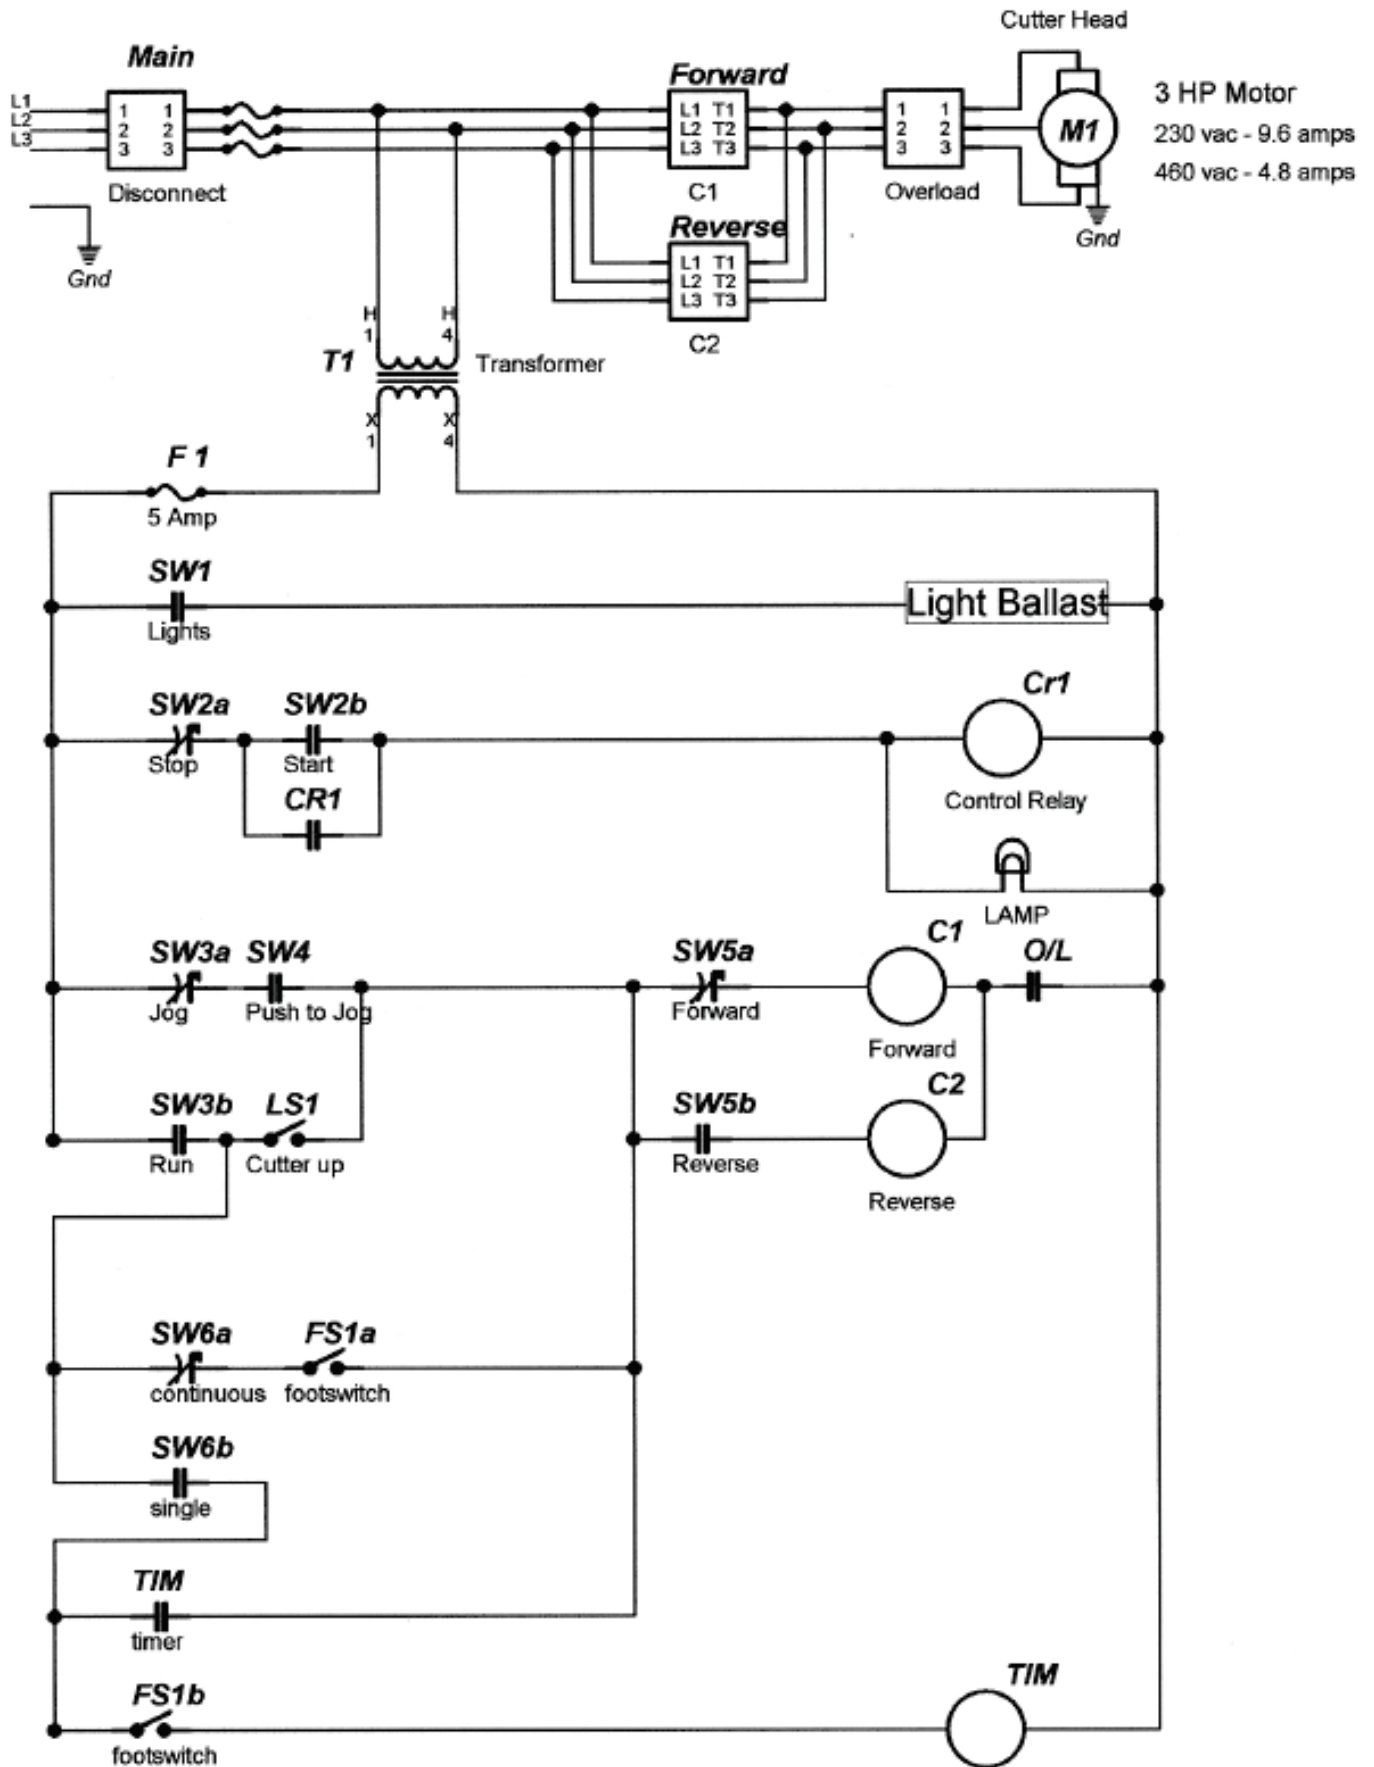 Cutter Head
Main
Forward
3 HP Motor
230 vac - 9.6 amps
460 vac - 4.8 amps
L1
L2
L3
1 1
2 2
3 3
L1 T1
L2 T2
L3 T3
1 1
2 2
3 3
M1
Disconnect
C1
Overload
Reverse
Gnd
Gnd
L1 T1
L2 T2
L3 T3
C2
H
1
H
4
T1
Transformer
X
1
X
4
F 1
5 Amp
SW1
Lights
Light Ballast
SW2a
SW2b
Cr1
Stop
Start
CR1
Control Relay
LAMP
SW3a
SW4
SW5a
C1
O/L
Jog
Push to Jog
Forward
Forward
SW3b
LS1
SW5b
C2
Run
Cutter up
Reverse
Reverse
SW6a
FS1a
continuous
footswitch
SW6b
single
TIM
timer
FS1b
TIM
footswitch